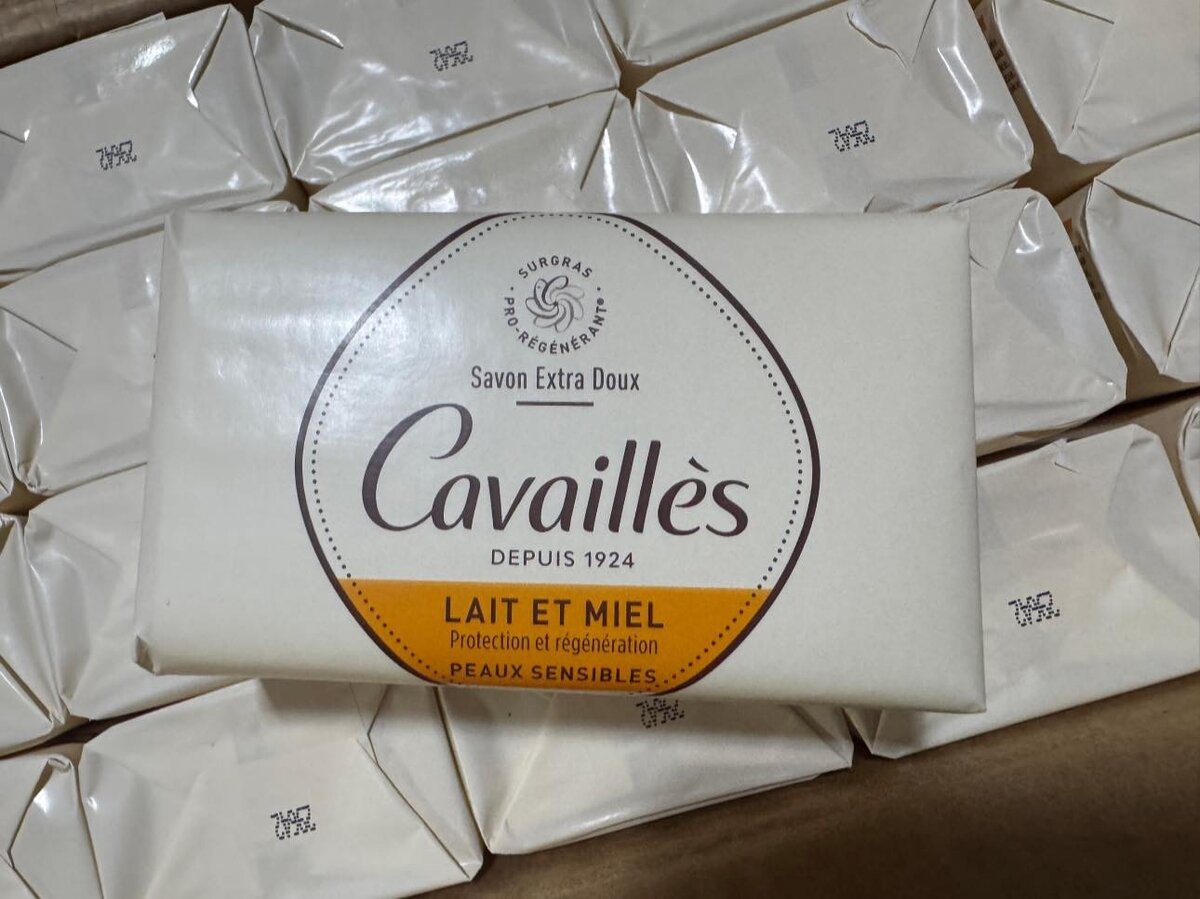 SURGRAS
PRO-RÉGÉNÉRANT®
Savon Extra Doux
Cavaillès
DEPUIS 1924
LAIT ET MIEL
Protection et régénération
PEAUX SENSIBLES